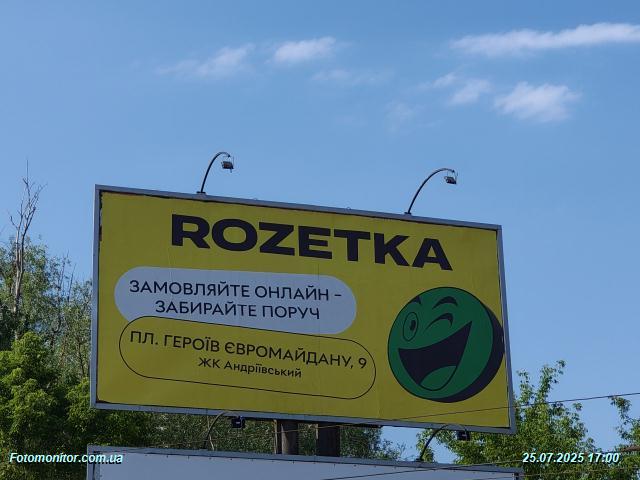 ROZETKA
ЗАМОВЛЯЙТЕ ОНЛАЙН –
ЗАБИРАЙТЕ ПОРУЧ
ПЛ. ГЕРОЇВ ЄВРОМАЙДАНУ, 9
ЖК Андріївський
Fotomonitor.com.ua
25.07.2025 17:00